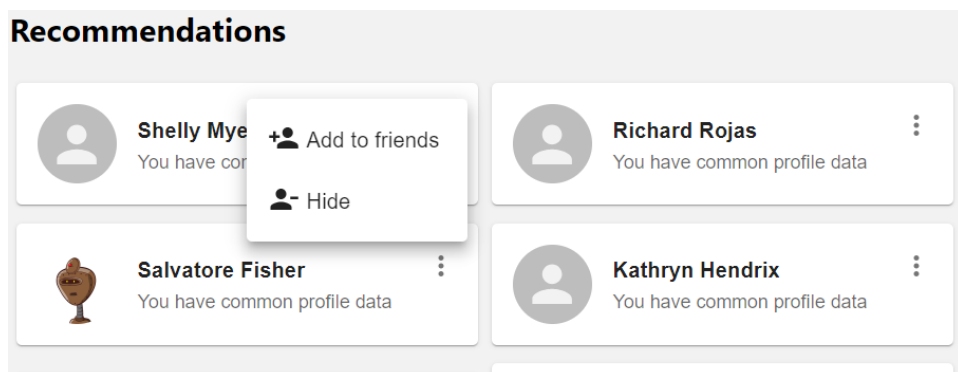 Recommendations
Shelly Mye
You have cor
Add to friends
Hide
Richard Rojas
You have common profile data
Salvatore Fisher
You have common profile data
Kathryn Hendrix
You have common profile data